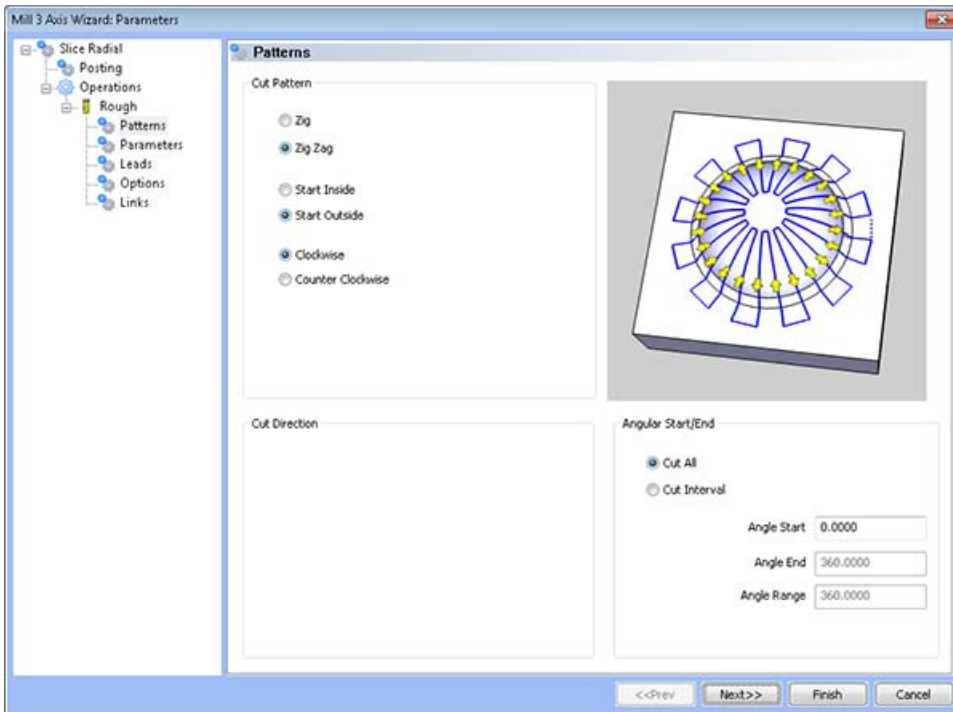 Mill 3 Axis Wizard: Parameters
Slice Radial
Posting
Operations
Rough
Patterns
Parameters
Leads
Options
Links
Patterns
Cut Pattern
Zig
Zig Zag
Start Inside
Start Outside
Clockwise
Counter Clockwise
Cut Direction
Angular Start/End
Cut All
Cut Interval
Angle Start 0.0000
Angle End 360.0000
Angle Range 360.0000
<<Prev Next>> Finish Cancel